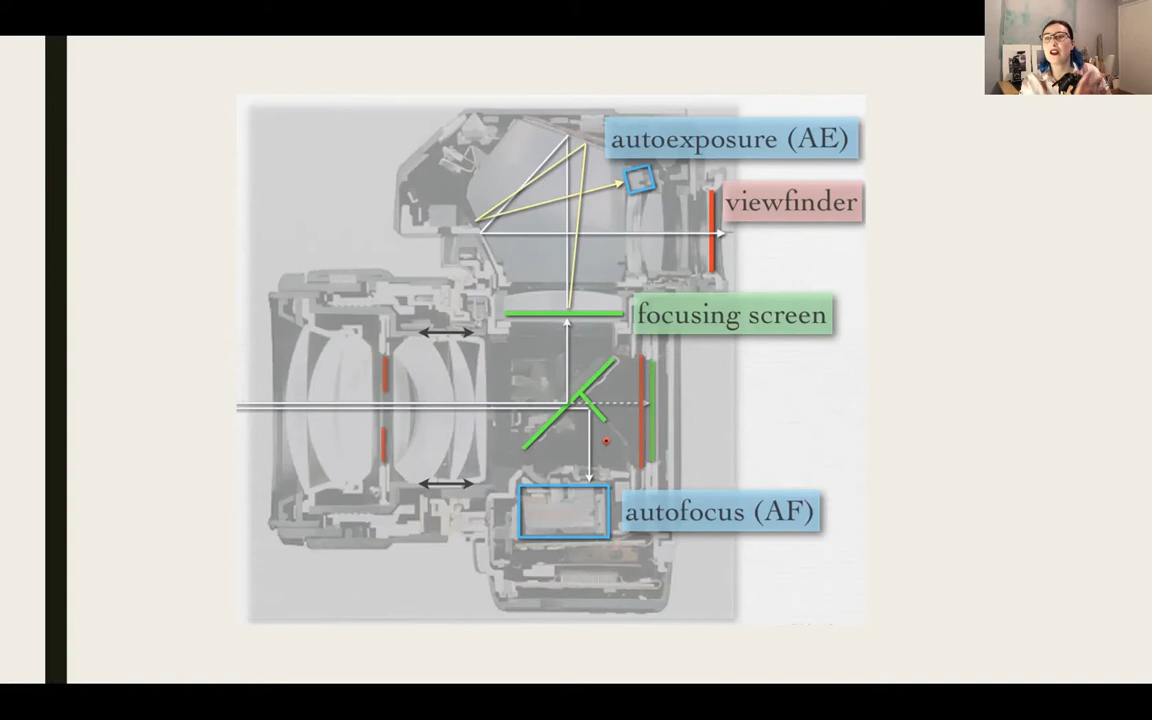 autoexposure (AE)
viewfinder
focusing screen
autofocus (AF)